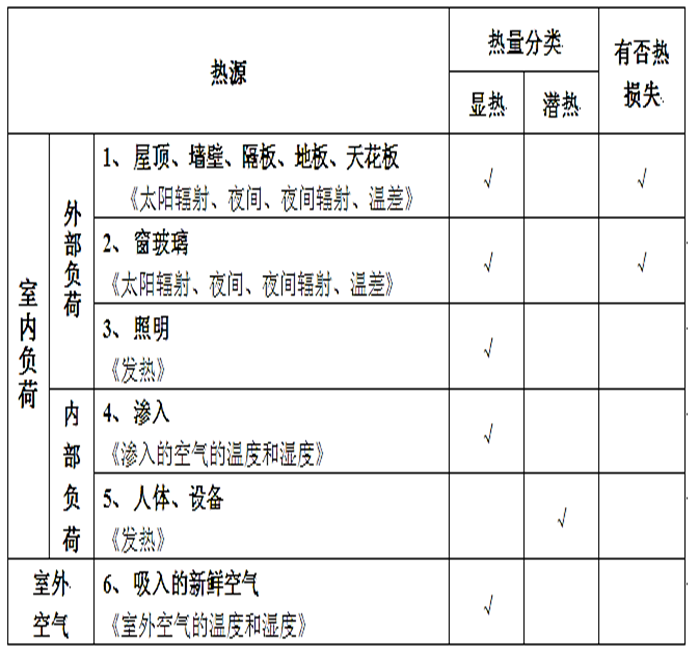 热源
热量分类
有否热
损失
显热
潜热
室内负荷
外部负荷
1、屋顶、墙壁、隔板、地板、天花板
《太阳辐射、夜间、夜间辐射、温差》
√
√
2、窗玻璃
《太阳辐射、夜间、夜间辐射、温差》
√
√
3、照明
《发热》
√
内部负荷
4、渗入
《渗入的空气的温度和湿度》
√
5、人体、设备
《发热》
√
室外
空气
6、吸入的新鲜空气
《室外空气的温度和湿度》
√